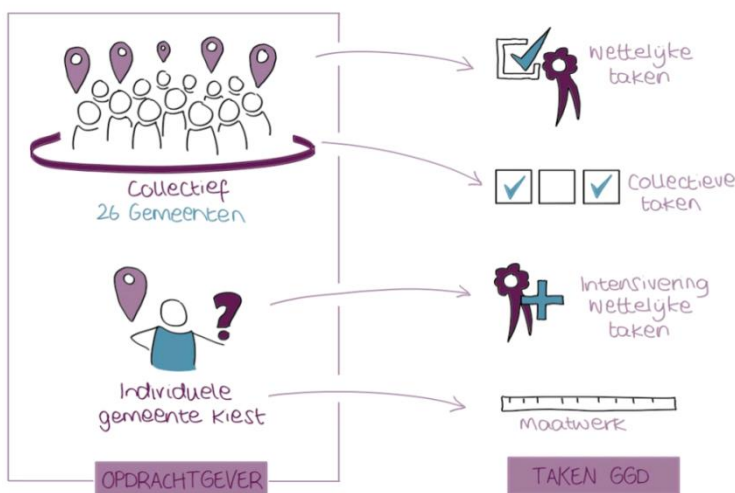 Collectief
26 Gemeenten
Individuele
gemeente kiest
OPDRACHTGEVER
Wettelijke
taken
Collectieve
taken
Intensivering
Wettelijke
taken
Maatwerk
TAKEN GGD